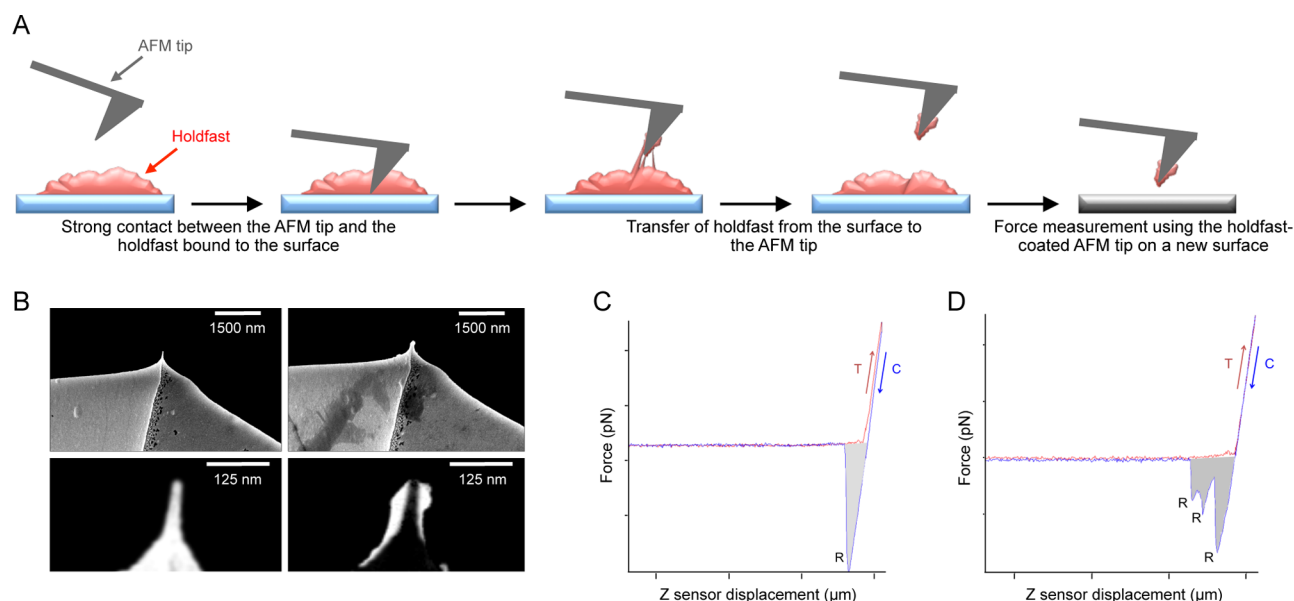 A
AFM tip
Holdfast
Strong contact between the AFM tip and the
holdfast bound to the surface
Transfer of holdfast from the surface to
the AFM tip
Force measurement using the holdfast-
coated AFM tip on a new surface
B
1500 nm
1500 nm
125 nm
125 nm
C
Force (pN)
T
C
R
Z sensor displacement (µm)
D
Force (pN)
T
C
R
R
R
Z sensor displacement (µm)